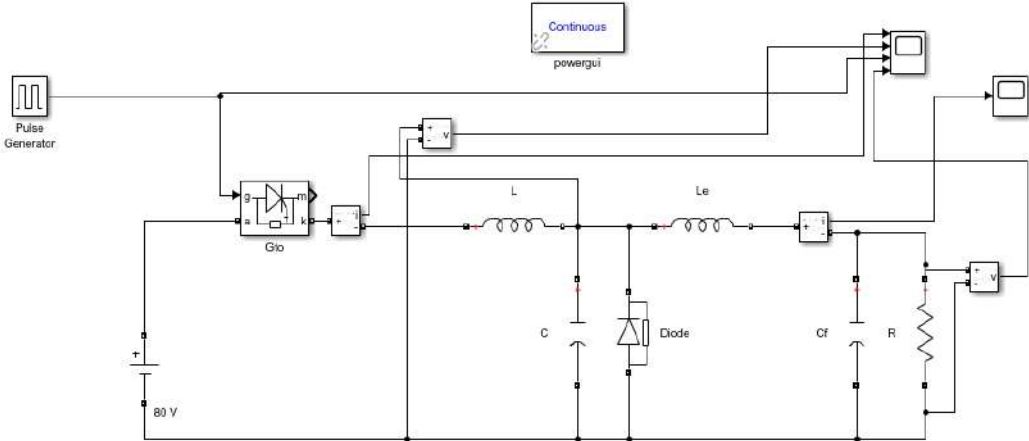 Continuous
powergui
Pulse
Generator
+
-
v
g
m
a
k
Gto
i
+
-
L
Le
i
+
-
+
-
v
C
Diode
Cf
R
+
80 V